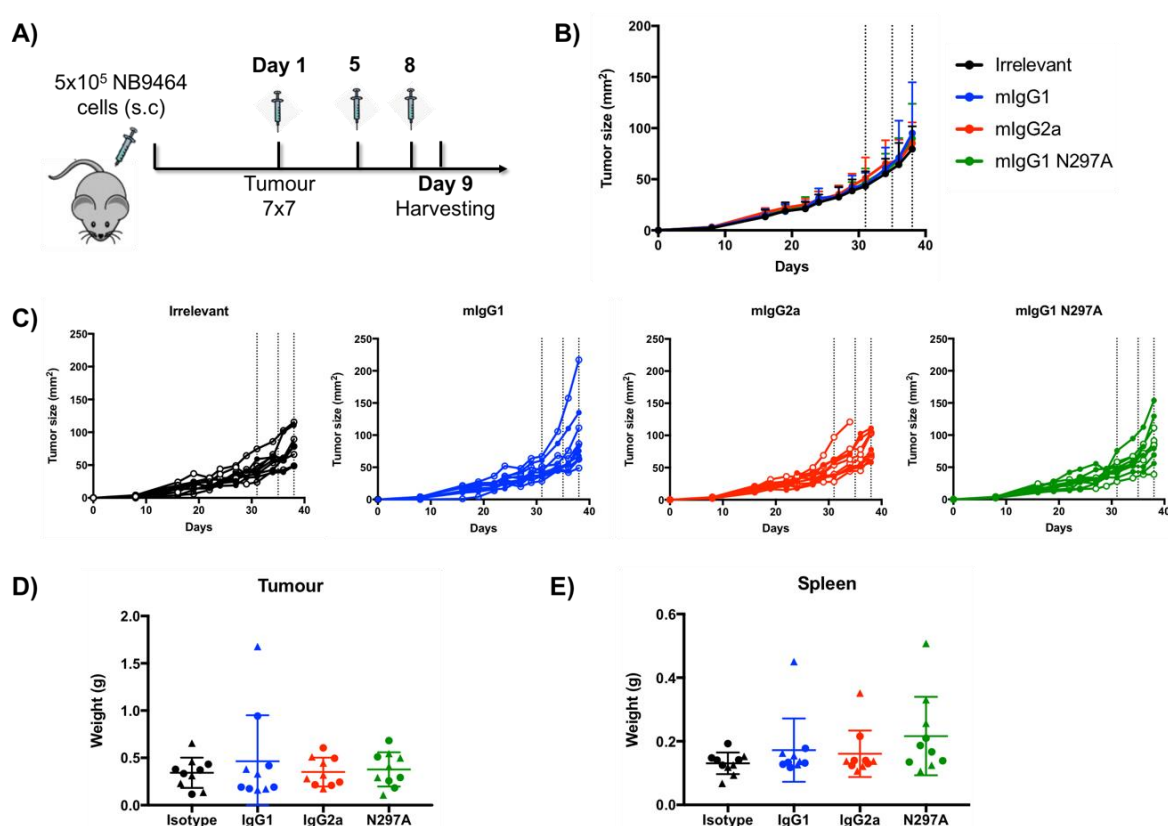 A)
5x10⁵ NB9464
cells (s.c)
Day 1
5
8
Tumour
7x7
Day 9
Harvesting
B)
Tumor size (mm²)
200
150
100
50
0
0 10 20 30 40
Days
Irrelevant
mIgG1
mIgG2a
mIgG1 N297A
C)
Irrelevant
Tumor size (mm²)
250
200
150
100
50
0
0 10 20 30 40
Days
mIgG1
Tumor size (mm²)
250
200
150
100
50
0
0 10 20 30 40
Days
mIgG2a
Tumor size (mm²)
250
200
150
100
50
0
0 10 20 30 40
Days
mIgG1 N297A
Tumor size (mm²)
250
200
150
100
50
0
0 10 20 30 40
Days
D)
Tumour
Weight (g)
2.0
1.5
1.0
0.5
0.0
Isotype IgG1 IgG2a N297A
E)
Spleen
Weight (g)
0.6
0.4
0.2
0.0
Isotype IgG1 IgG2a N297A